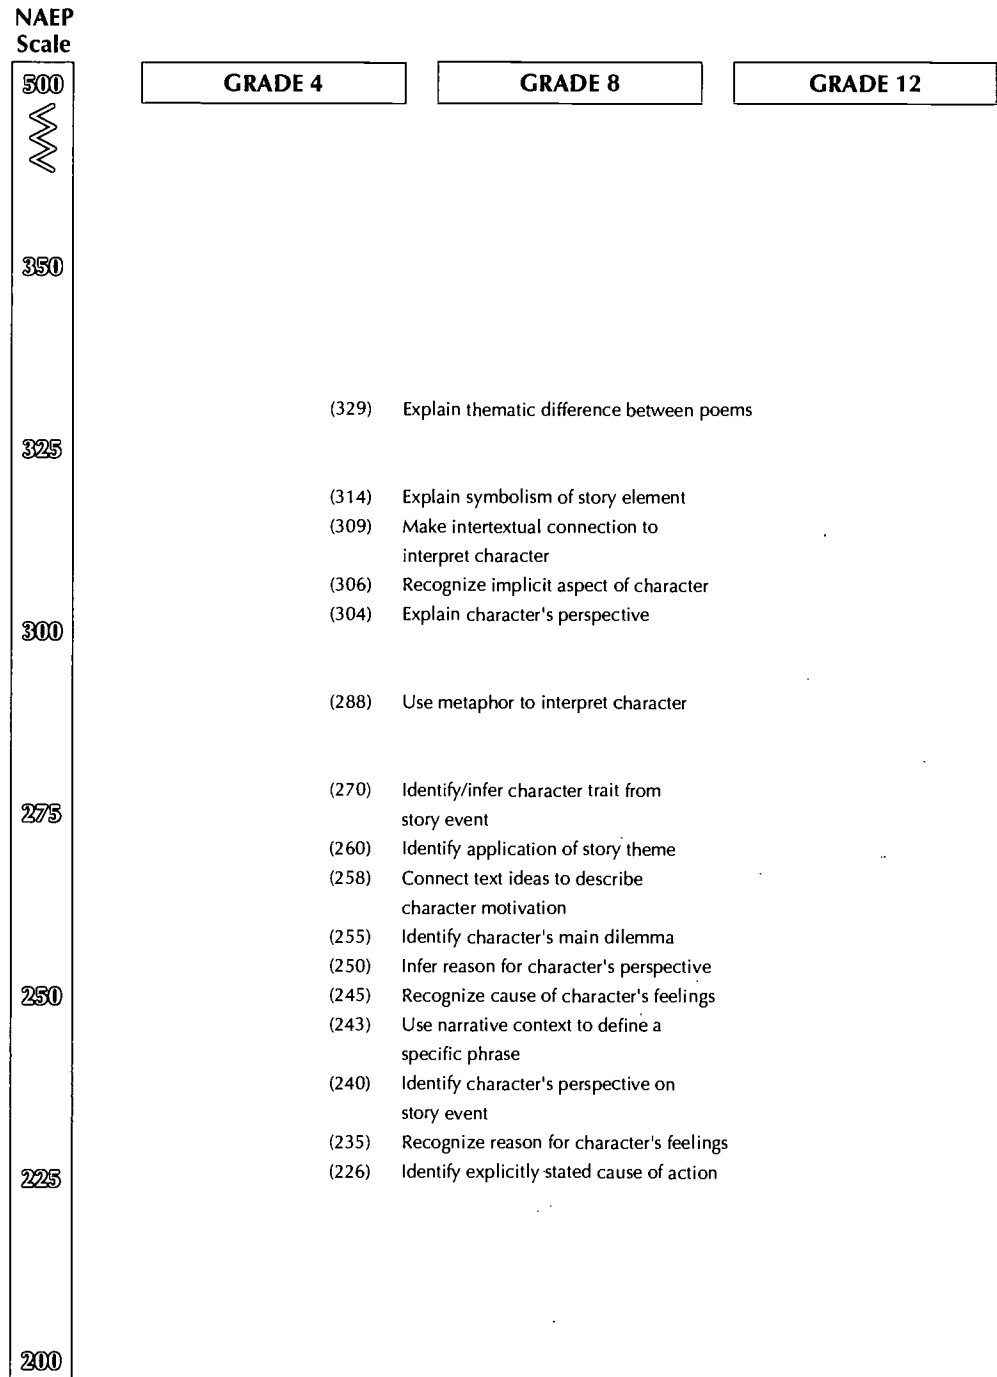 NAEP
Scale
500
GRADE 4
GRADE 8
GRADE 12
350
(329) Explain thematic difference between poems
325
(314) Explain symbolism of story element
(309) Make intertextual connection to
interpret character
(306) Recognize implicit aspect of character
(304) Explain character's perspective
300
(288) Use metaphor to interpret character
(270) Identify/infer character trait from
275
story event
(260) Identify application of story theme
(258) Connect text ideas to describe
character motivation
(255) Identify character's main dilemma
(250) Infer reason for character's perspective
250
(245) Recognize cause of character's feelings
(243) Use narrative context to define a
specific phrase
(240) Identify character's perspective on
story event
(235) Recognize reason for character's feelings
225
(226) Identify explicitly stated cause of action
200